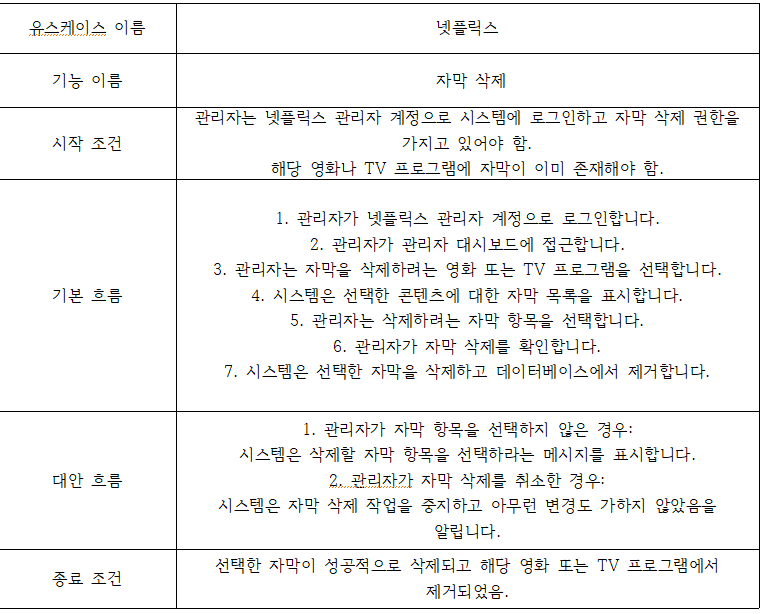 유스케이스 이름
넷플릭스
기능 이름
자막 삭제
시작 조건
관리자는 넷플릭스 관리자 계정으로 시스템에 로그인하고 자막 삭제 권한을
가지고 있어야 함.
해당 영화나 TV 프로그램에 자막이 이미 존재해야 함.
기본 흐름
1. 관리자가 넷플릭스 관리자 계정으로 로그인합니다.
2. 관리자가 관리자 대시보드에 접근합니다.
3. 관리자는 자막을 삭제하려는 영화 또는 TV 프로그램을 선택합니다.
4. 시스템은 선택한 콘텐츠에 대한 자막 목록을 표시합니다.
5. 관리자는 삭제하려는 자막 항목을 선택합니다.
6. 관리자가 자막 삭제를 확인합니다.
7. 시스템은 선택한 자막을 삭제하고 데이터베이스에서 제거합니다.
대안 흐름
1. 관리자가 자막 항목을 선택하지 않은 경우:
시스템은 삭제할 자막 항목을 선택하라는 메시지를 표시합니다.
2. 관리자가 자막 삭제를 취소한 경우:
시스템은 자막 삭제 작업을 중지하고 아무런 변경도 가하지 않았음을
알립니다.
종료 조건
선택한 자막이 성공적으로 삭제되고 해당 영화 또는 TV 프로그램에서
제거되었음.